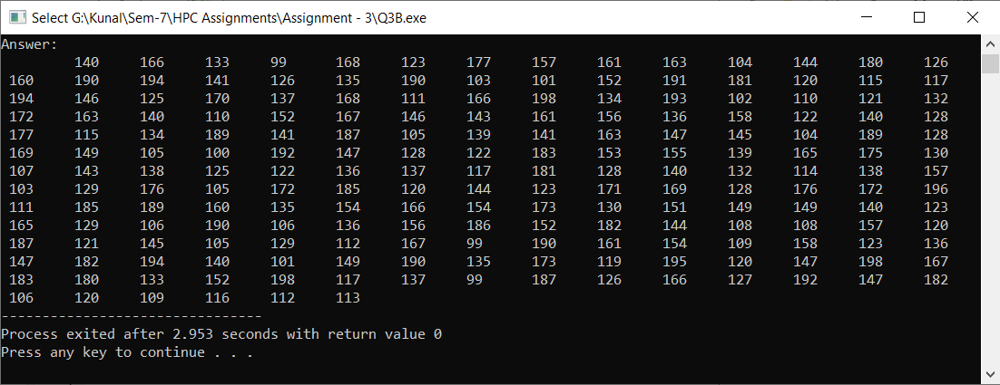 Select G:\Kunal\Sem-7\HPC Assignments\Assignment - 3\Q3B.exe
Answer:
140 166 133 99 168 123 177 157 161 163 104 144 180 126
160 190 194 141 126 135 190 103 101 152 191 181 120 115 117
194 146 125 170 137 168 111 166 198 134 193 102 110 121 132
172 163 140 110 152 167 146 143 161 156 136 158 122 140 128
177 115 134 189 141 187 105 139 141 163 147 145 104 189 128
169 149 105 100 192 147 128 122 183 153 155 139 165 175 130
107 143 138 125 122 136 137 117 181 128 140 132 114 138 157
103 129 176 105 172 185 120 144 123 171 169 128 176 172 196
111 185 189 160 135 154 166 154 173 130 151 149 149 140 123
165 129 106 190 106 136 156 186 152 182 144 108 108 157 120
187 121 145 105 129 112 167 99 190 161 154 109 158 123 136
147 182 194 140 101 149 190 135 173 119 195 120 147 198 167
183 180 133 152 198 117 137 99 187 126 166 127 192 147 182
106 120 109 116 112 113
--------------------------------
Process exited after 2.953 seconds with return value 0
Press any key to continue . . .